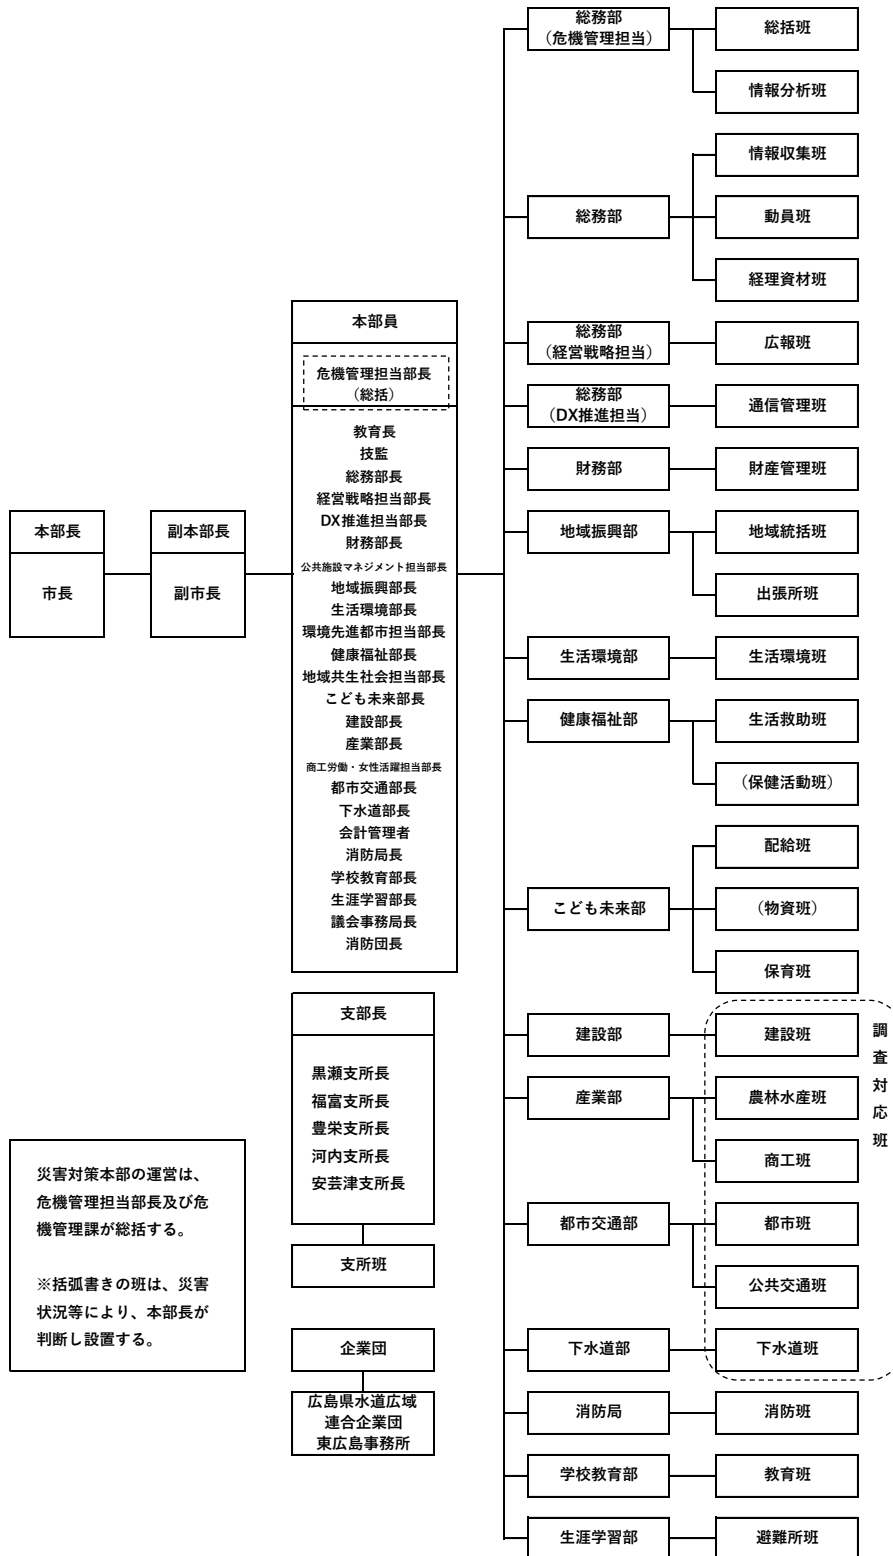 本部長
市長
副本部長
副市長
本部員
危機管理担当部長
（総括）
教育長
技監
総務部長
経営戦略担当部長
DX推進担当部長
財務部長
公共施設マネジメント担当部長
地域振興部長
生活環境部長
環境先進都市担当部長
健康福祉部長
地域共生社会担当部長
こども未来部長
建設部長
産業部長
商工労働・女性活躍担当部長
都市交通部長
下水道部長
会計管理者
消防局長
学校教育部長
生涯学習部長
議会事務局長
消防団長
支部長
黒瀬支所長
福富支所長
豊栄支所長
河内支所長
安芸津支所長
支所班
企業団
広島県水道広域
連合企業団
東広島事務所
災害対策本部の運営は、
危機管理担当部長及び危
機管理課が総括する。
※括弧書きの班は、災害
状況等により、本部長が
判断し設置する。
総務部
（危機管理担当）
総括班
情報分析班
総務部
情報収集班
動員班
経理資材班
総務部
（経営戦略担当）
広報班
総務部
（DX推進担当）
通信管理班
財務部
財産管理班
地域振興部
地域統括班
出張所班
生活環境部
生活環境班
健康福祉部
生活救助班
（保健活動班）
こども未来部
配給班
（物資班）
保育班
建設部
建設班
産業部
農林水産班
商工班
都市交通部
都市班
公共交通班
下水道部
下水道班
調査対応班
消防局
消防班
学校教育部
教育班
生涯学習部
避難所班